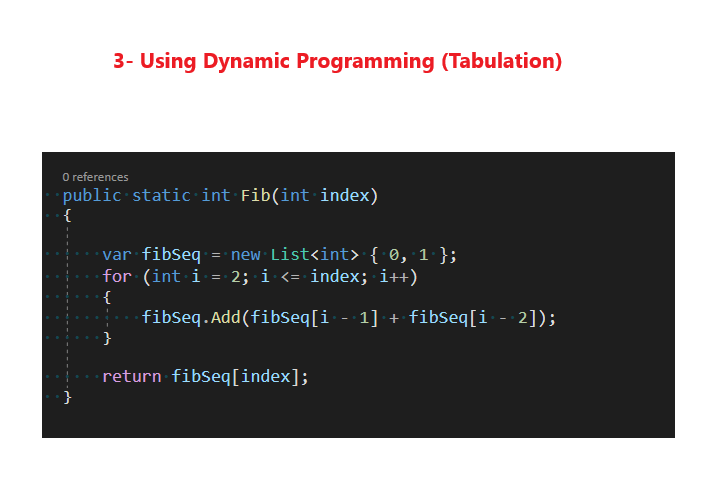 3- Using Dynamic Programming (Tabulation)
0 references
public static int Fib(int index)
{
var fibSeq = new List<int> { 0, 1 };
for (int i = 2; i <= index; i++)
{
fibSeq.Add(fibSeq[i - 1] + fibSeq[i - 2]);
}
return fibSeq[index];
}